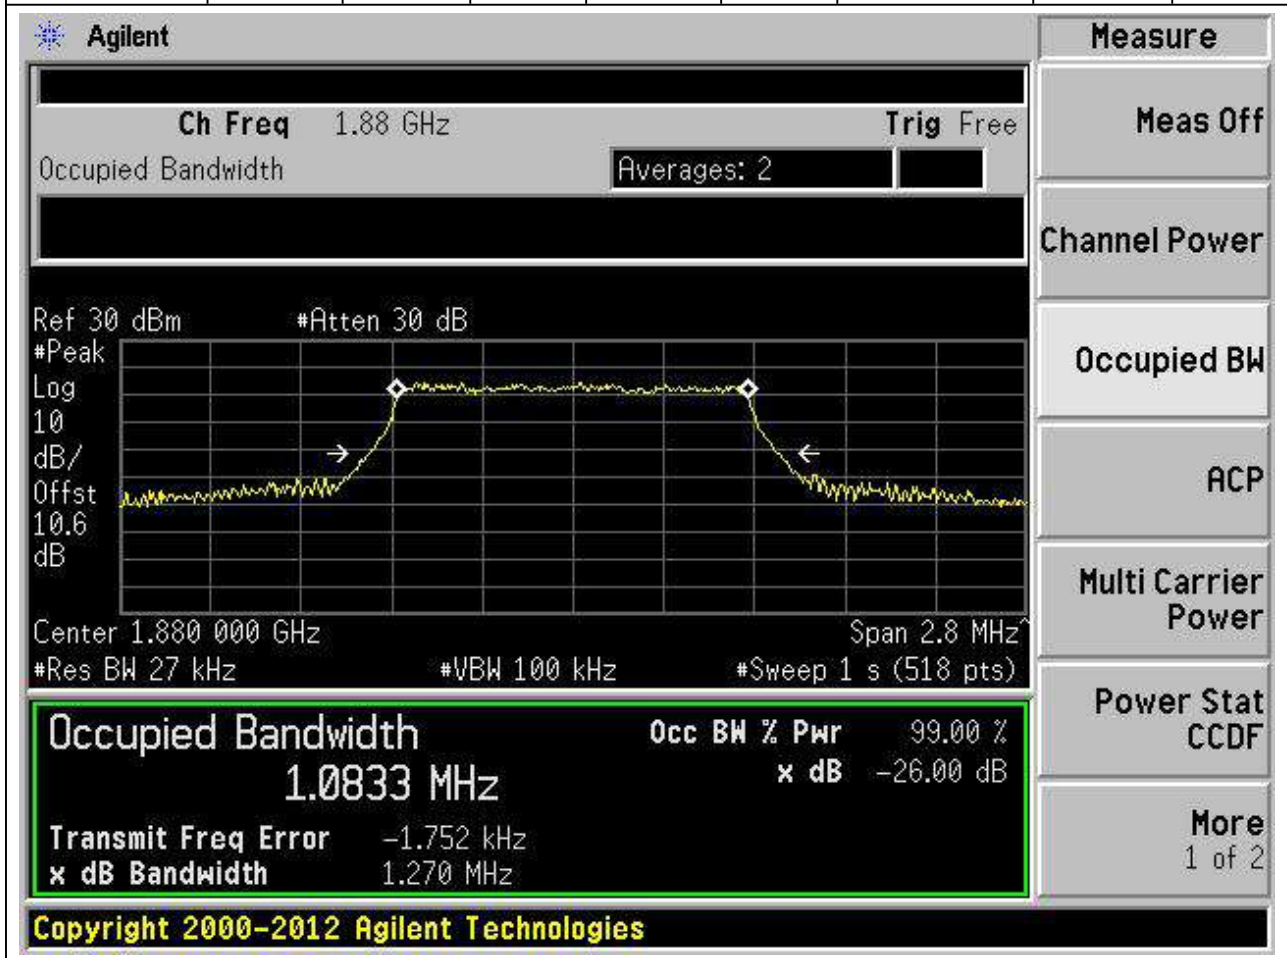 Agilent
Measure
Ch Freq 1.88 GHz Trig Free
Occupied Bandwidth Averages: 2
Meas Off
Channel Power
Occupied BW
ACP
Multi Carrier
Power
Power Stat
CCDF
More
1 of 2
Ref 30 dBm #Atten 30 dB
#Peak
Log
10
dB/
Offst
10.6
dB
Center 1.880 000 GHz Span 2.8 MHz^
#Res BW 27 kHz #VBW 100 kHz #Sweep 1 s (518 pts)
Occupied Bandwidth Occ BW % Pwr 99.00 %
1.0833 MHz x dB -26.00 dB
Transmit Freq Error -1.752 kHz
x dB Bandwidth 1.270 MHz
Copyright 2000-2012 Agilent Technologies